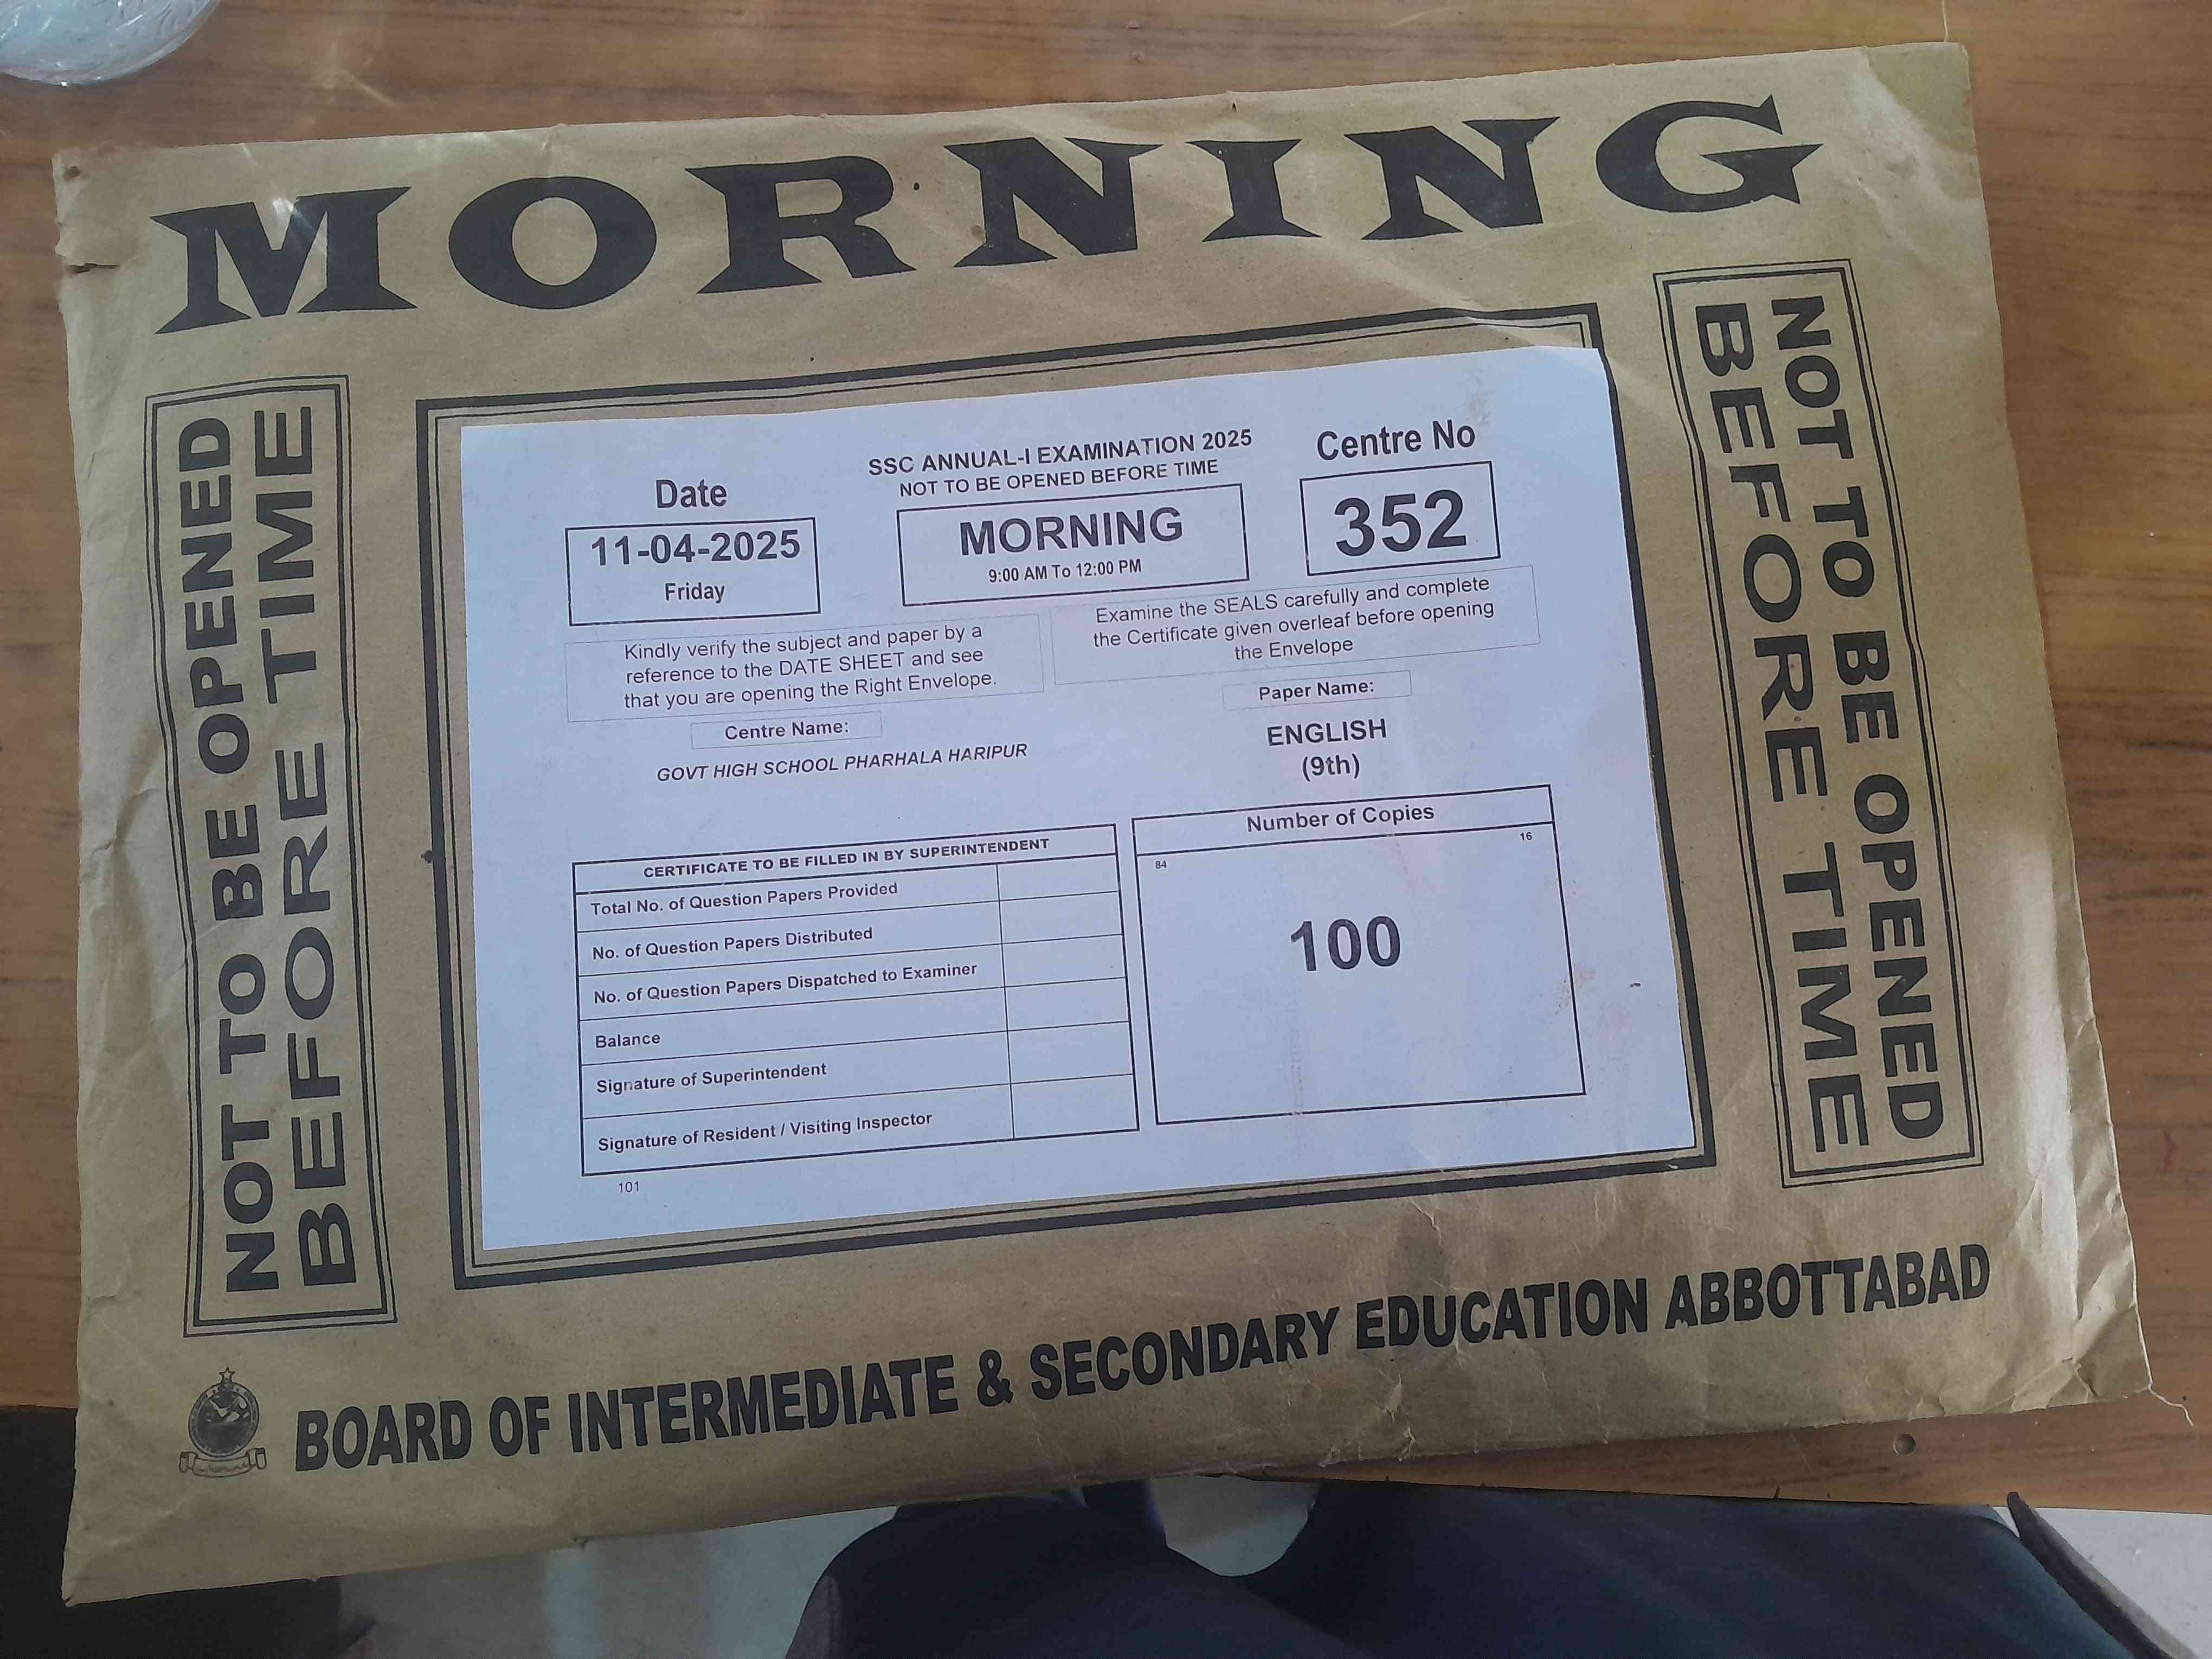 MORNING
NOT TO BE OPENED
BEFORE TIME
SSC ANNUAL-I EXAMINATION 2025
NOT TO BE OPENED BEFORE TIME
Date
11-04-2025
Friday
MORNING
9:00 AM To 12:00 PM
Centre No
352
Kindly verify the subject and paper by a
reference to the DATE SHEET and see
that you are opening the Right Envelope.
Examine the SEALS carefully and complete
the Certificate given overleaf before opening
the Envelope
Centre Name:
GOVT HIGH SCHOOL PHARHALA HARIPUR
Paper Name:
ENGLISH
(9th)
CERTIFICATE TO BE FILLED IN BY SUPERINTENDENT
Total No. of Question Papers Provided
No. of Question Papers Distributed
No. of Question Papers Dispatched to Examiner
Balance
Signature of Superintendent
Signature of Resident / Visiting Inspector
101
Number of Copies
84
16
100
NOT TO BE OPENED
BEFORE TIME
BOARD OF INTERMEDIATE & SECONDARY EDUCATION ABBOTTABAD